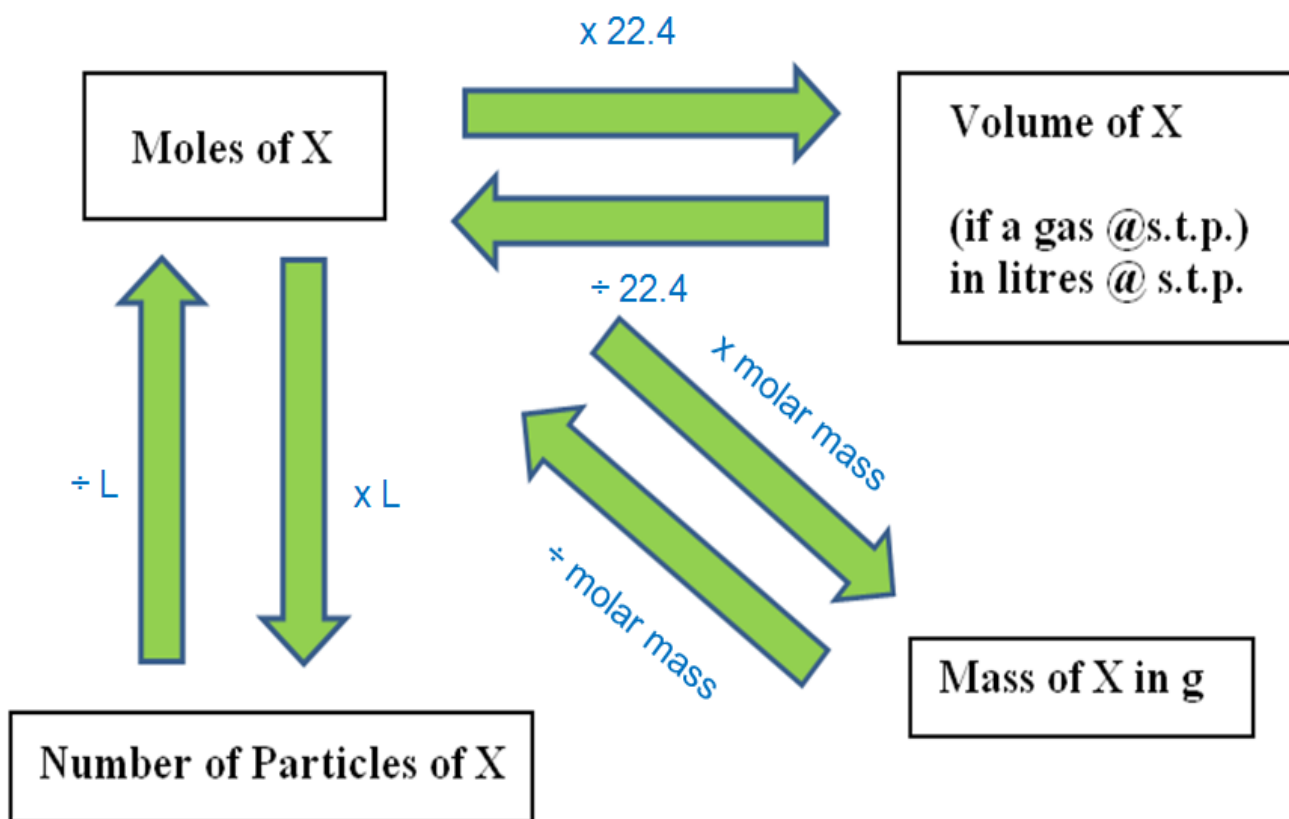 x 22.4
Moles of X
Volume of X
(if a gas @s.t.p.)
in litres @ s.t.p.
÷ 22.4
x molar mass
÷ L
x L
÷ molar mass
Mass of X in g
Number of Particles of X